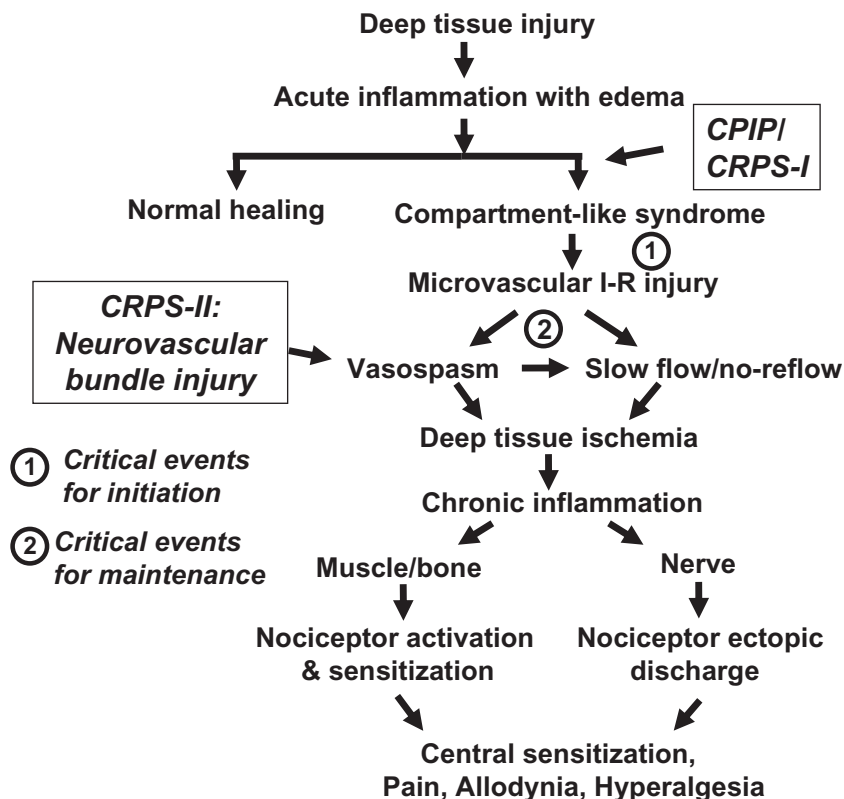 Deep tissue injury
Acute inflammation with edema
CPIP/
CRPS-I
Normal healing
Compartment-like syndrome
1
Microvascular I-R injury
CRPS-II:
Neurovascular
bundle injury
2
Vasospasm
Slow flow/no-reflow
Deep tissue ischemia
1 Critical events
for initiation
Chronic inflammation
2 Critical events
for maintenance
Muscle/bone
Nerve
Nociceptor activation
& sensitization
Nociceptor ectopic
discharge
Central sensitization,
Pain, Allodynia, Hyperalgesia